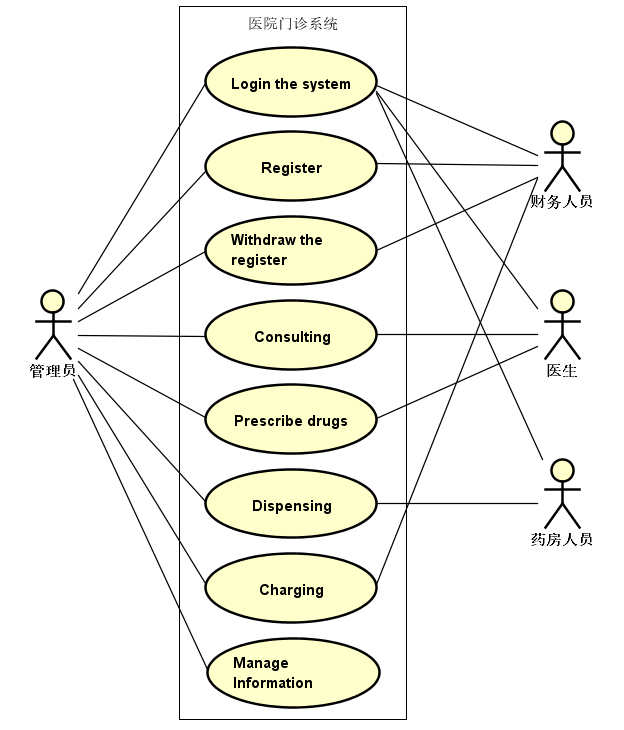 医院门诊系统
Login the system
Register
财务人员
Withdraw the
register
Consulting
管理员
医生
Prescribe drugs
Dispensing
药房人员
Charging
Manage
Information